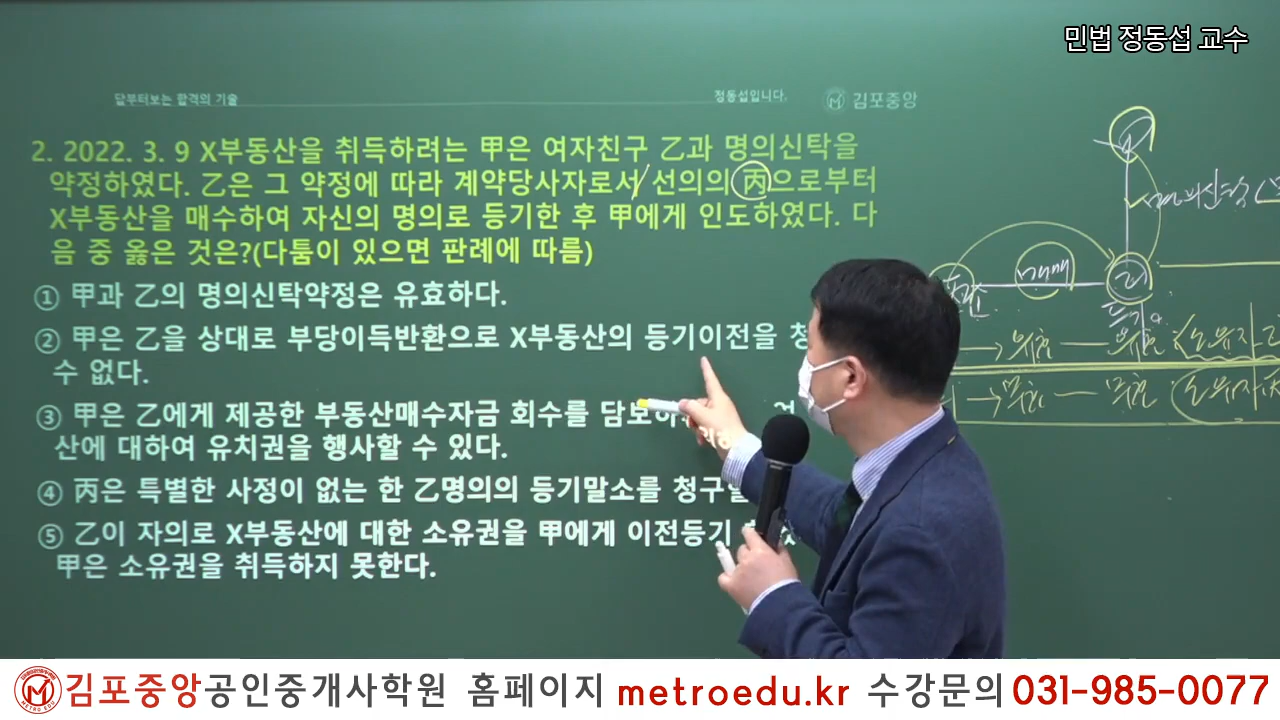 민법 정동섭 교수
답부터보는 합격의 기술
정동섭입니다.
김포중앙
2. 2022. 3. 9 X부동산을 취득하려는 甲은 여자친구 乙과 명의신탁을
약정하였다. 乙은 그 약정에 따라 계약당사자로서 선의의 丙으로부터
X부동산을 매수하여 자신의 명의로 등기한 후 甲에게 인도하였다. 다
음 중 옳은 것은?(다툼이 있으면 판례에 따름)
① 甲과 乙의 명의신탁약정은 유효하다.
② 甲은 乙을 상대로 부당이득반환으로 X부동산의 등기이전을 청
수 없다.
③ 甲은 乙에게 제공한 부동산매수자금 회수를 담보하
산에 대하여 유치권을 행사할 수 있다.
④ 丙은 특별한 사정이 없는 한 乙명의의 등기말소를 청구할
⑤ 乙이 자의로 X부동산에 대한 소유권을 甲에게 이전등기
甲은 소유권을 취득하지 못한다.
매매
무효
METRO EDU
김포중앙공인중개사학원 홈페이지 metroedu.kr 수강문의 031-985-0077